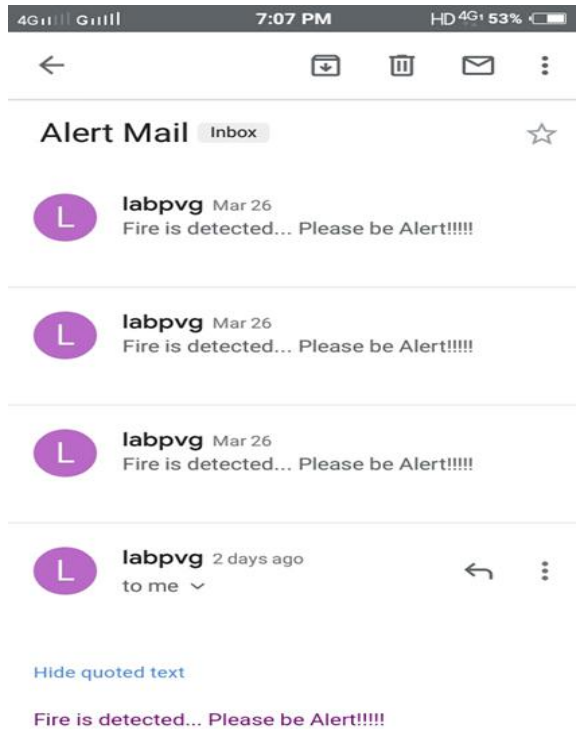 4G G 7:07 PM HD 4G 53%
Alert Mail Inbox
L labpvg Mar 26
Fire is detected... Please be Alert!!!!!
L labpvg Mar 26
Fire is detected... Please be Alert!!!!!
L labpvg Mar 26
Fire is detected... Please be Alert!!!!!
L labpvg 2 days ago
to me
Hide quoted text
Fire is detected... Please be Alert!!!!!